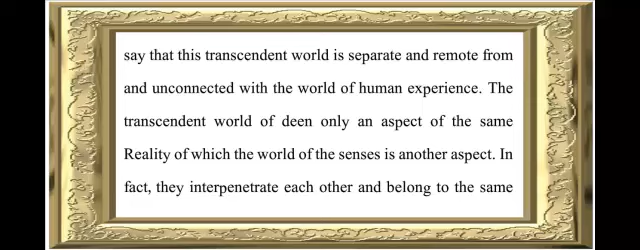 say that this transcendent world is separate and remote from
and unconnected with the world of human experience. The
transcendent world of deen only an aspect of the same
Reality of which the world of the senses is another aspect. In
fact, they interpenetrate each other and belong to the same